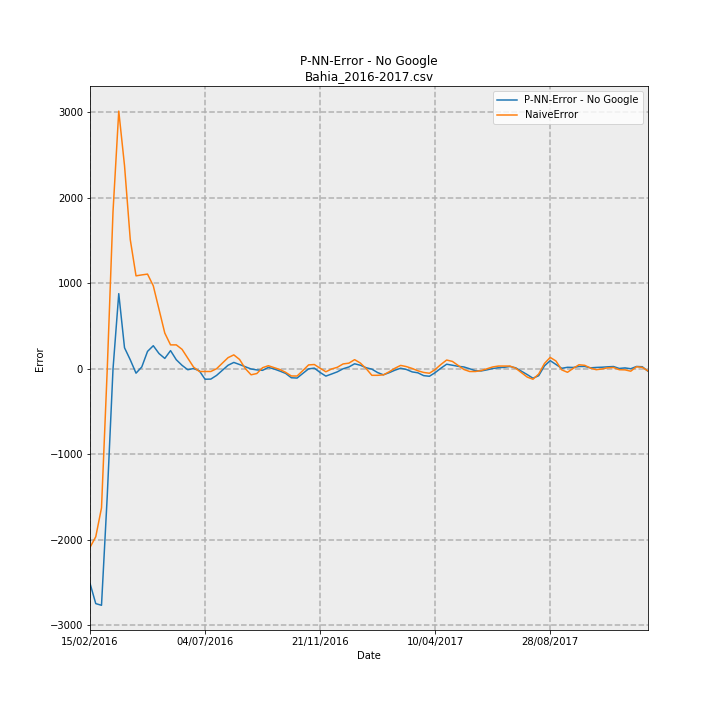 P-NN-Error - No Google
Bahia_2016-2017.csv
P-NN-Error - No Google
NaiveError
3000
2000
1000
0
−1000
−2000
−3000
Error
15/02/2016 04/07/2016 21/11/2016 10/04/2017 28/08/2017
Date